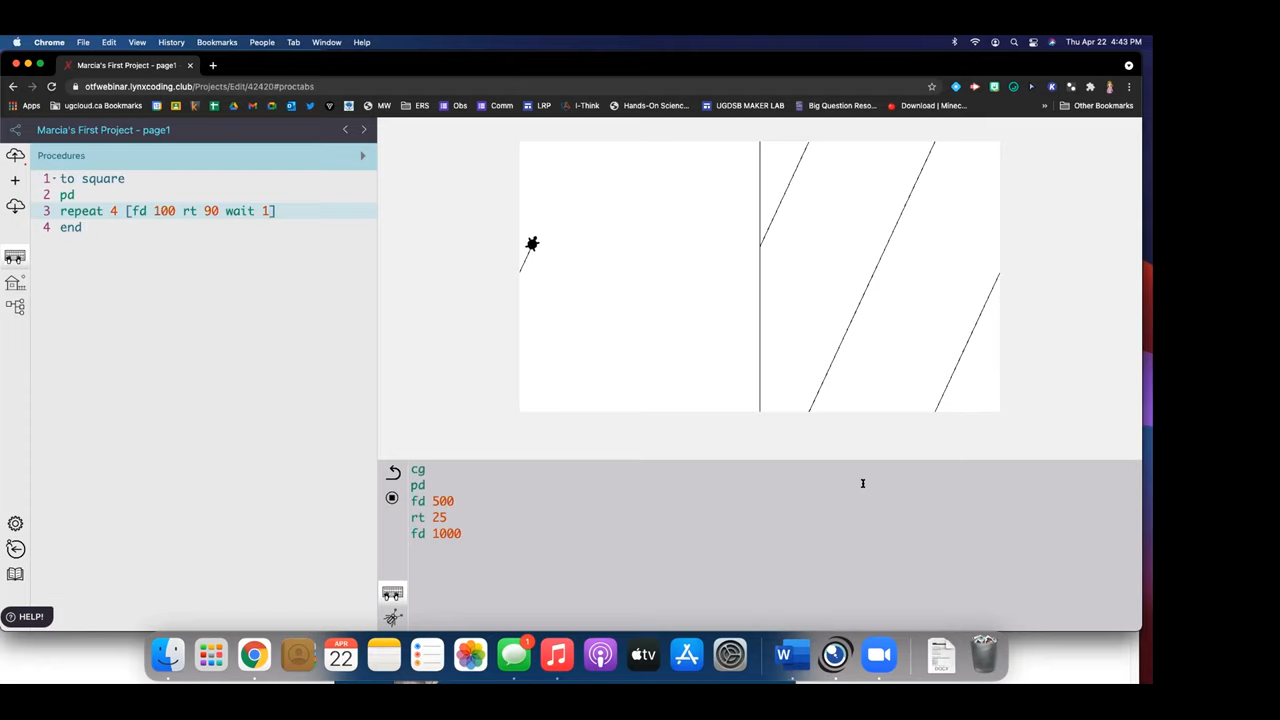 Chrome File Edit View History Bookmarks People Tab Window Help
Thu Apr 22 4:43 PM
Marcia's First Project - page1
otfwebinar.lynxcoding.club/Projects/Edit/42420#proctabs
Apps ugcloud.ca Bookmarks MW ERS Obs Comm LRP I-Think Hands-On Scienc... UGDSB MAKER LAB Big Question Reso... Download | Minec... » Other Bookmarks
Marcia's First Project - page1
Procedures
1 to square
2 pd
3 repeat 4 [fd 100 rt 90 wait 1]
4 end
cg
pd
fd 500
rt 25
fd 1000
HELP!
APR
22
1
tv
W
DOCX